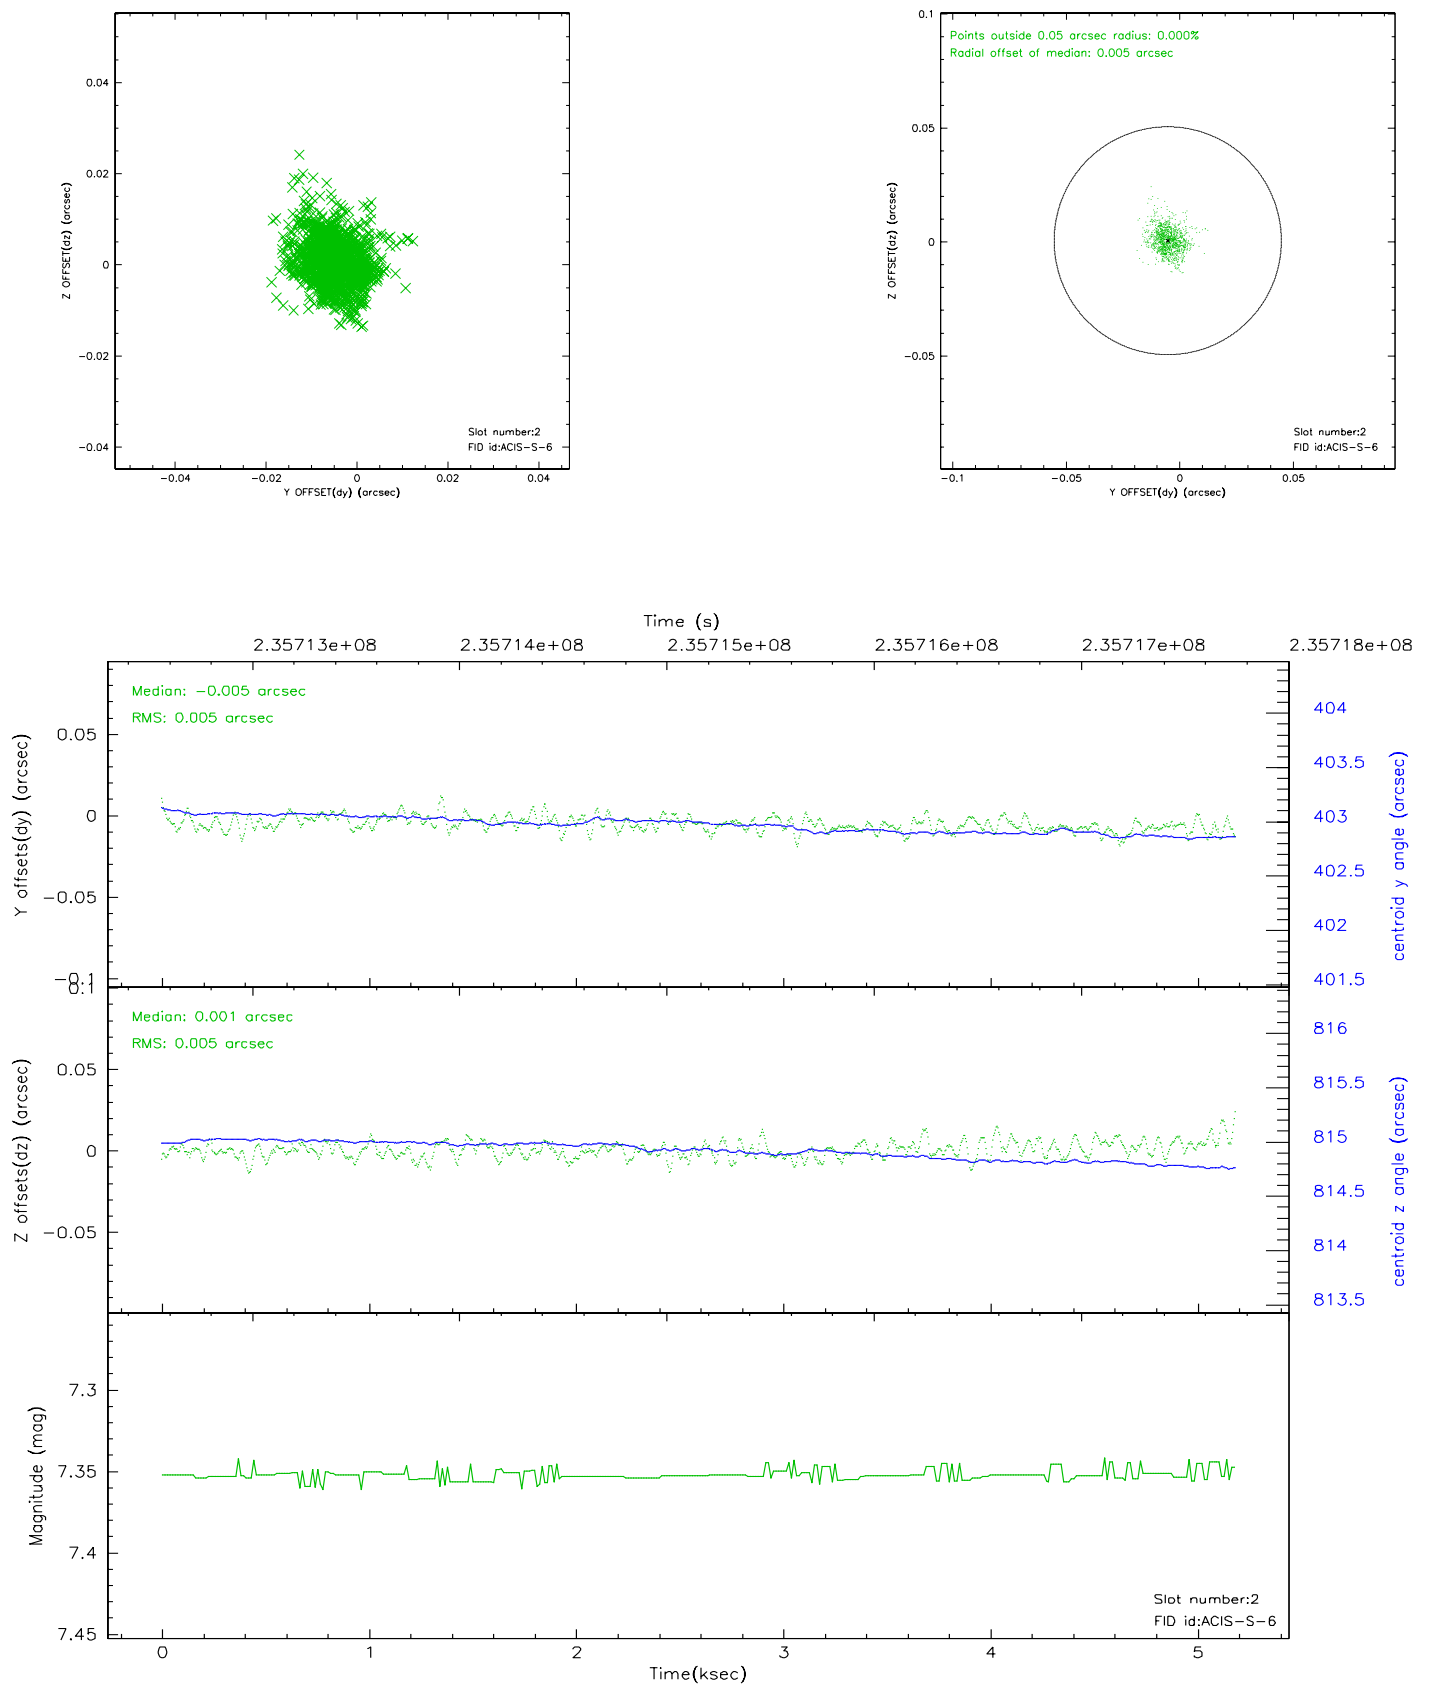 0.04
0.02
0
-0.02
-0.04
Z OFFSET(dz) (arcsec)
Slot number:2
FID id:ACIS-S-6
-0.04
-0.02
0
0.02
0.04
Y OFFSET(dy) (arcsec)
0.1
Points outside 0.05 arcsec radius: 0.000%
Radial offset of median: 0.005 arcsec
0.05
0
-0.05
Z OFFSET(dz) (arcsec)
Slot number:2
FID id:ACIS-S-6
-0.1
-0.05
0
0.05
Y OFFSET(dy) (arcsec)
Time (s)
2.35713e+08
2.35714e+08
2.35715e+08
2.35716e+08
2.35717e+08
2.35718e+08
Median: -0.005 arcsec
RMS: 0.005 arcsec
0.05
0
-0.05
-0.1
Y offsets(dy) (arcsec)
404
403.5
403
402.5
402
401.5
centroid y angle (arcsec)
0.1
Median: 0.001 arcsec
RMS: 0.005 arcsec
0.05
0
-0.05
Z offsets(dz) (arcsec)
816
815.5
815
814.5
814
813.5
centroid z angle (arcsec)
7.3
7.35
7.4
7.45
Magnitude (mag)
Slot number:2
FID id:ACIS-S-6
0
1
2
3
4
5
Time(ksec)